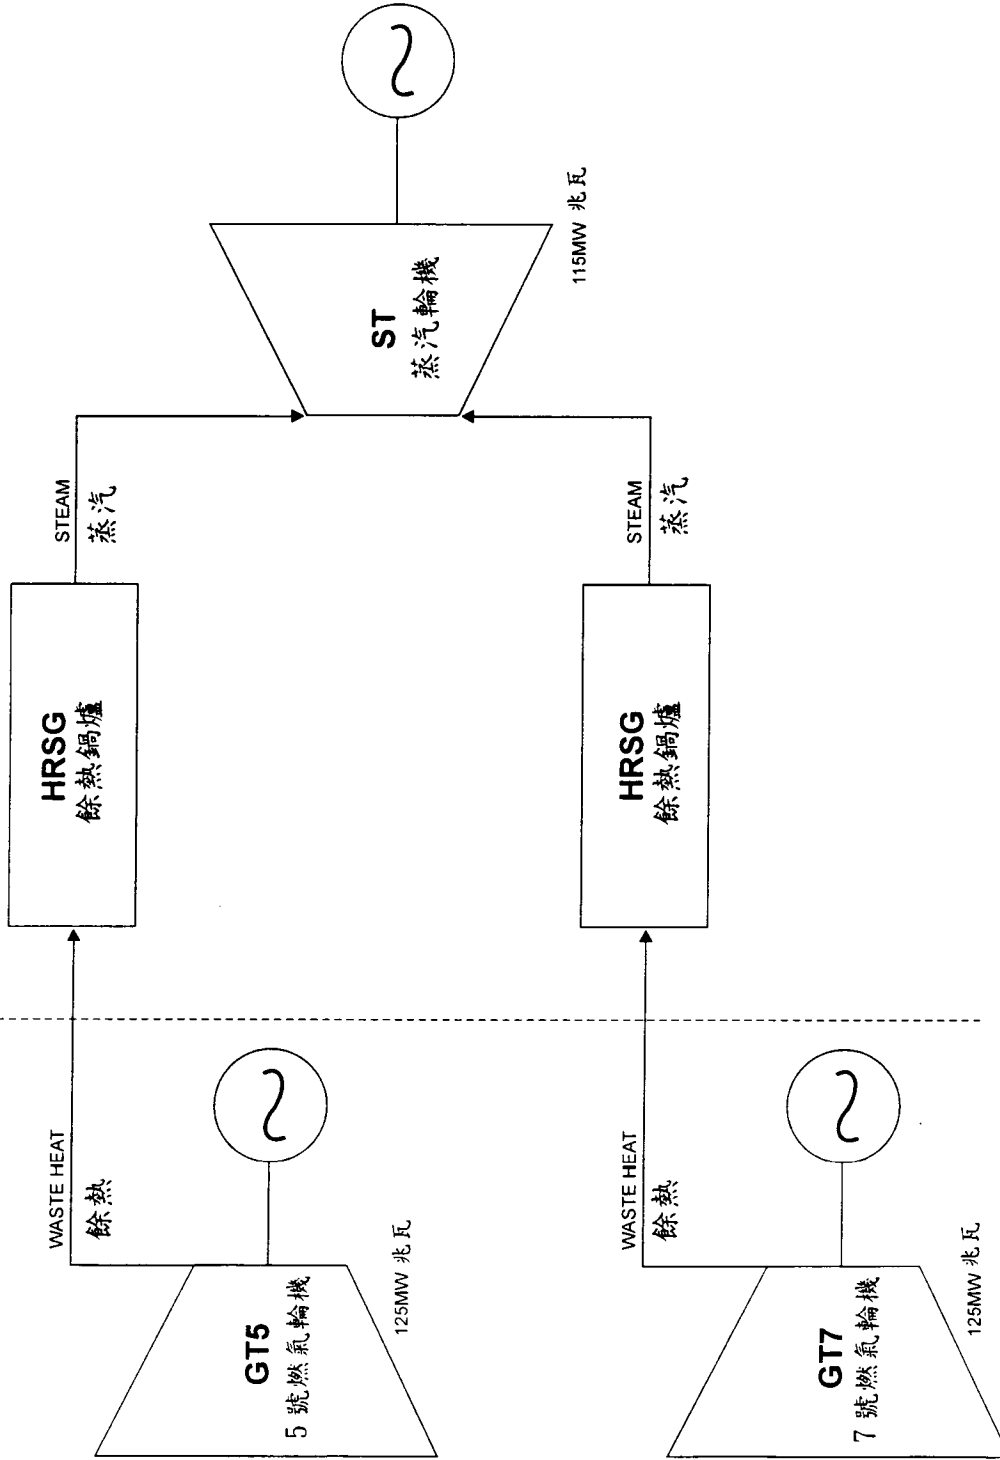 GT5
5 號燃氣輪機
125MW 兆瓦
WASTE HEAT
餘熱
HRSG
餘熱鍋爐
STEAM
蒸汽
ST
蒸汽輪機
115MW 兆瓦
GT7
7 號燃氣輪機
125MW 兆瓦
WASTE HEAT
餘熱
HRSG
餘熱鍋爐
STEAM
蒸汽